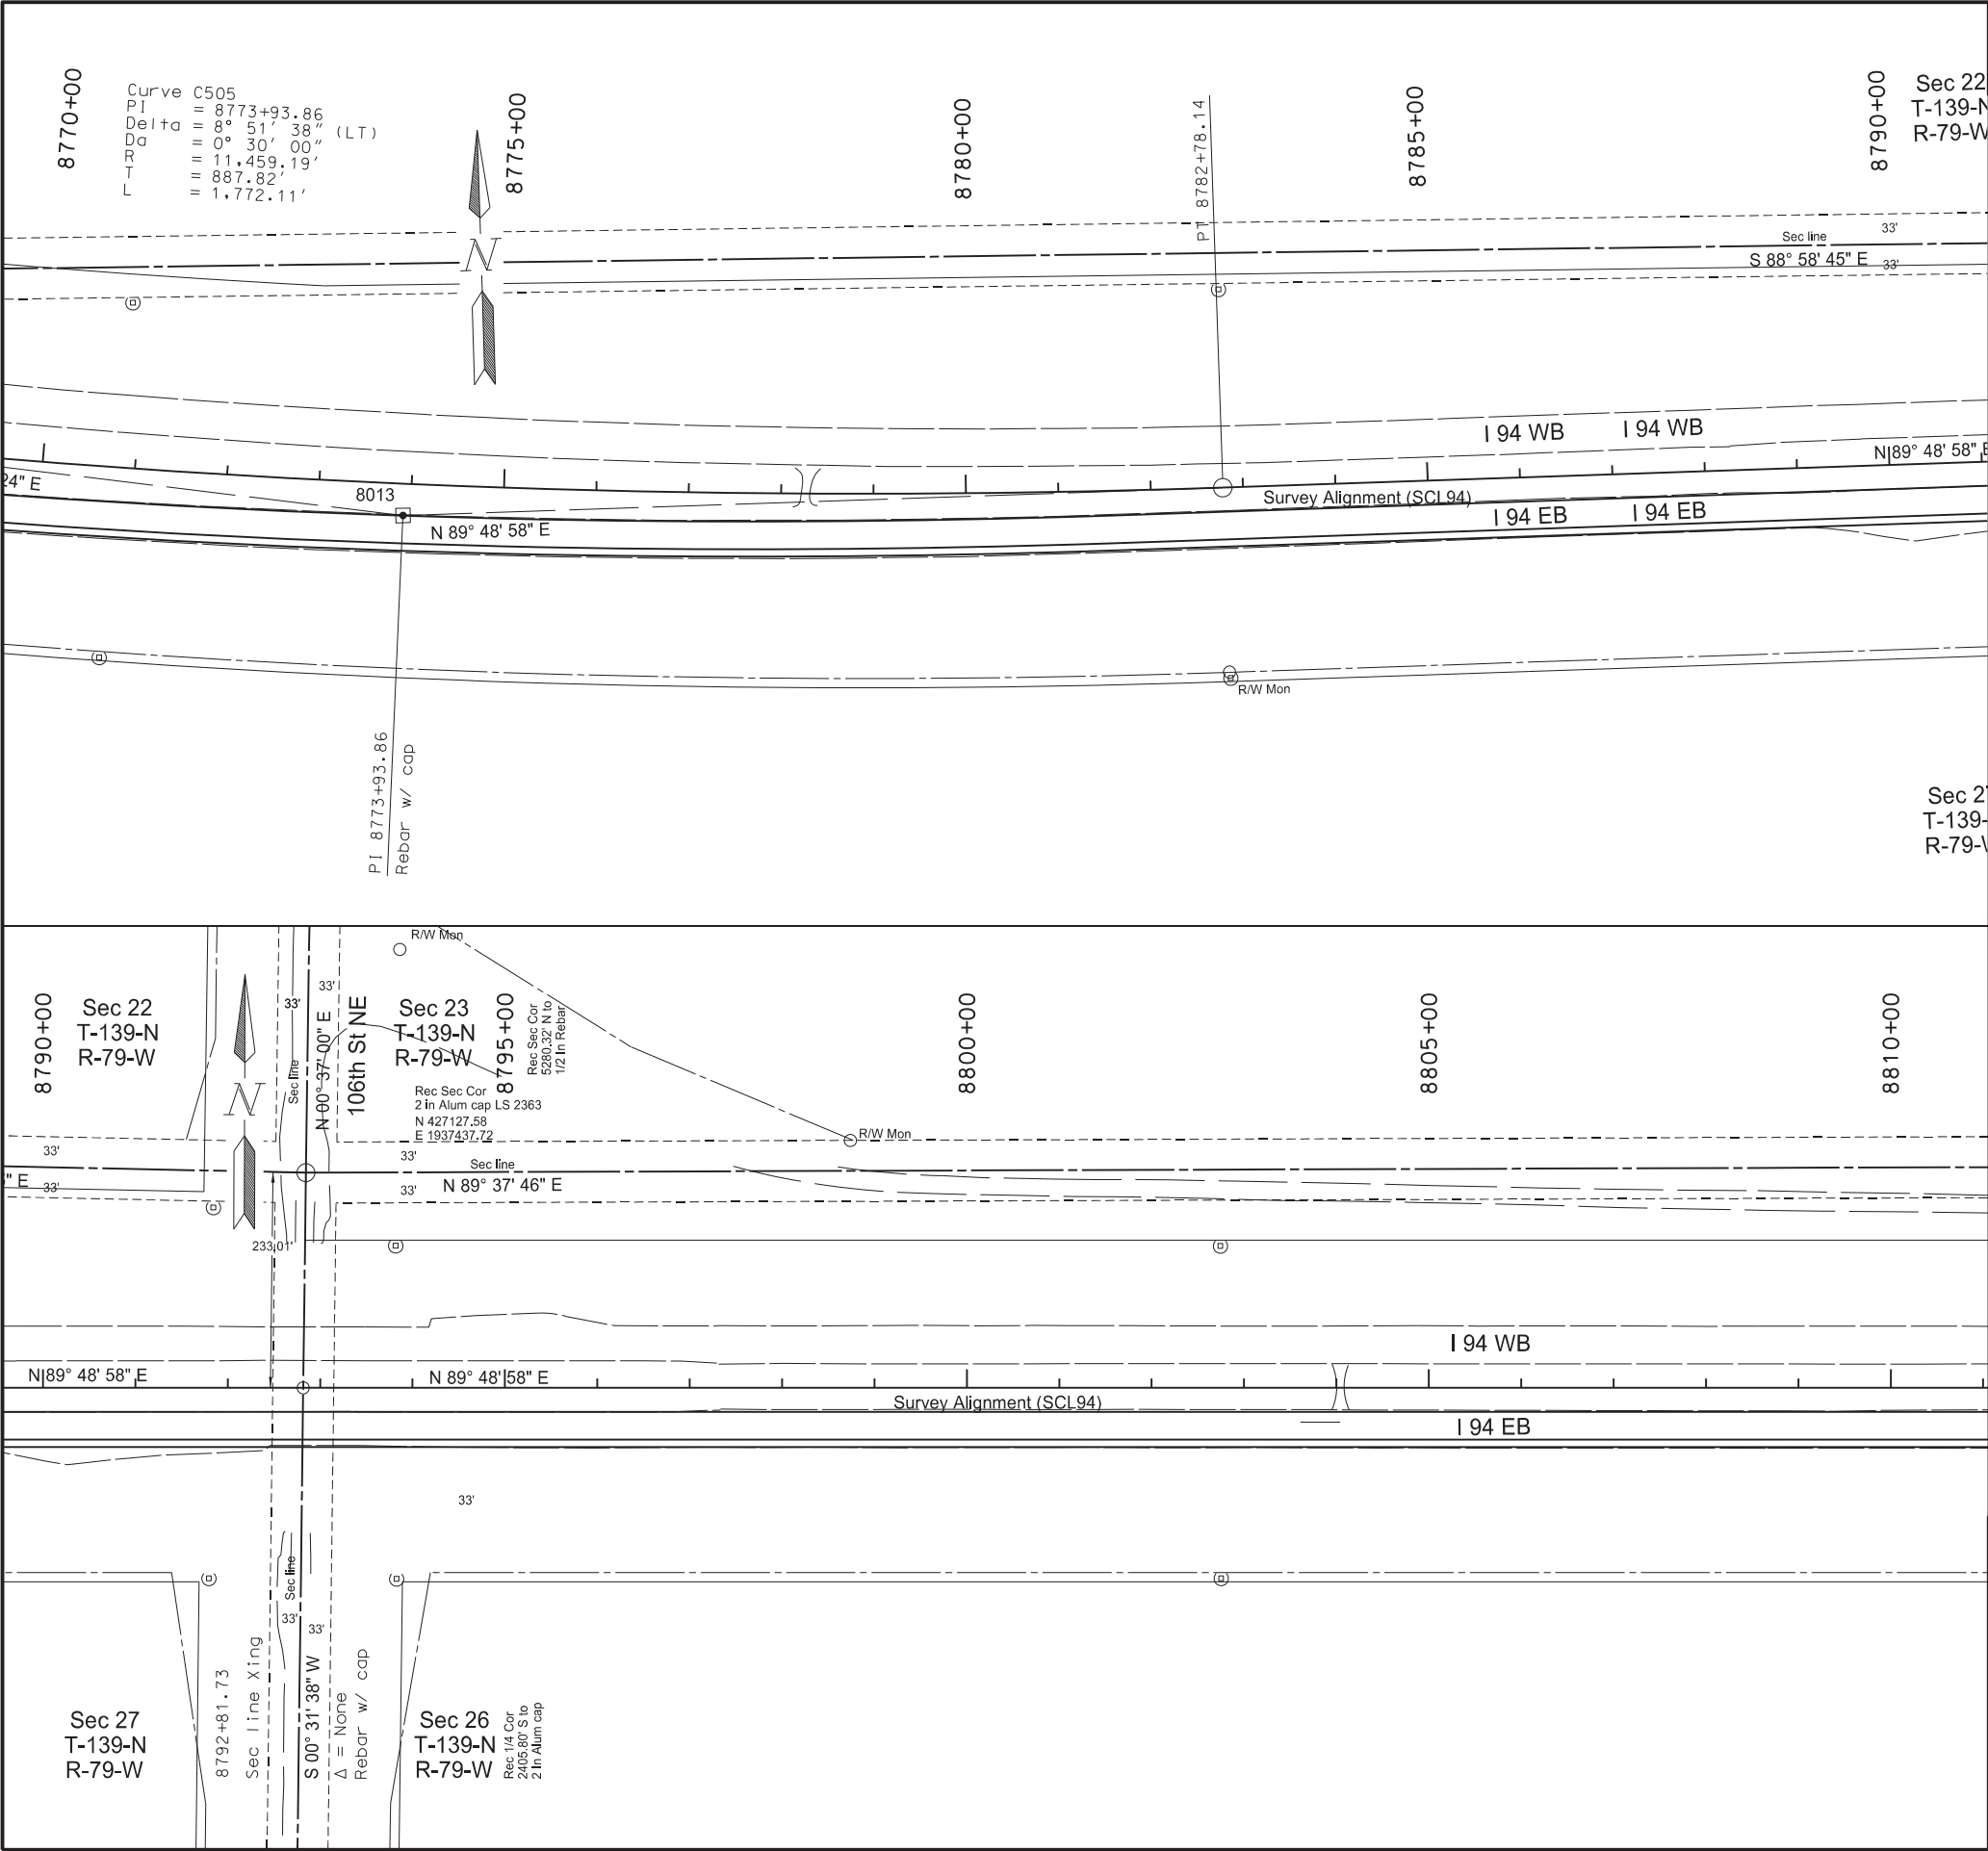 8770+00
Curve C505
PI = 8773+93.86
Delta = 8° 51' 38" (LT)
Da = 0° 30' 00"
R = 11,459.19'
T = 887.82'
L = 1,772.11'
8775+00
8780+00
PT 8782+78.14
8785+00
8790+00
Sec 22
T-139-N
R-79-W
N
Sec line
33'
S 88° 58' 45" E
33'
I 94 WB
I 94 WB
N 89° 48' 58" E
24" E
8013
Survey Alignment (SCL94)
I 94 EB
I 94 EB
N 89° 48' 58" E
R/W Mon
PI 8773+93.86
Rebar w/ cap
Sec 2
T-139-
R-79-
R/W Mon
8790+00
Sec 22
T-139-N
R-79-W
33'
33'
Sec line
N 00° 37' 00" E
106th St NE
Sec 23
T-139-N
R-79-W
8795+00
Rec Sec Cor
5280.32' N to
1/2 In Rebar
8800+00
8805+00
8810+00
N
Rec Sec Cor
2 in Alum cap LS 2363
N 427127.58
E 1937437.72
R/W Mon
33'
33'
Sec line
" E
33'
33'
N 89° 37' 46" E
233.01'
I 94 WB
N 89° 48' 58" E
N 89° 48' 58" E
Survey Alignment (SCL94)
I 94 EB
33'
Sec line
33'
33'
Sec 27
T-139-N
R-79-W
8792+81.73
Sec line Xing
S 00° 31' 38" W
Δ = None
Rebar w/ cap
Sec 26
T-139-N
R-79-W
Rec 1/4 Cor
2405.80' S to
2 In Alum cap